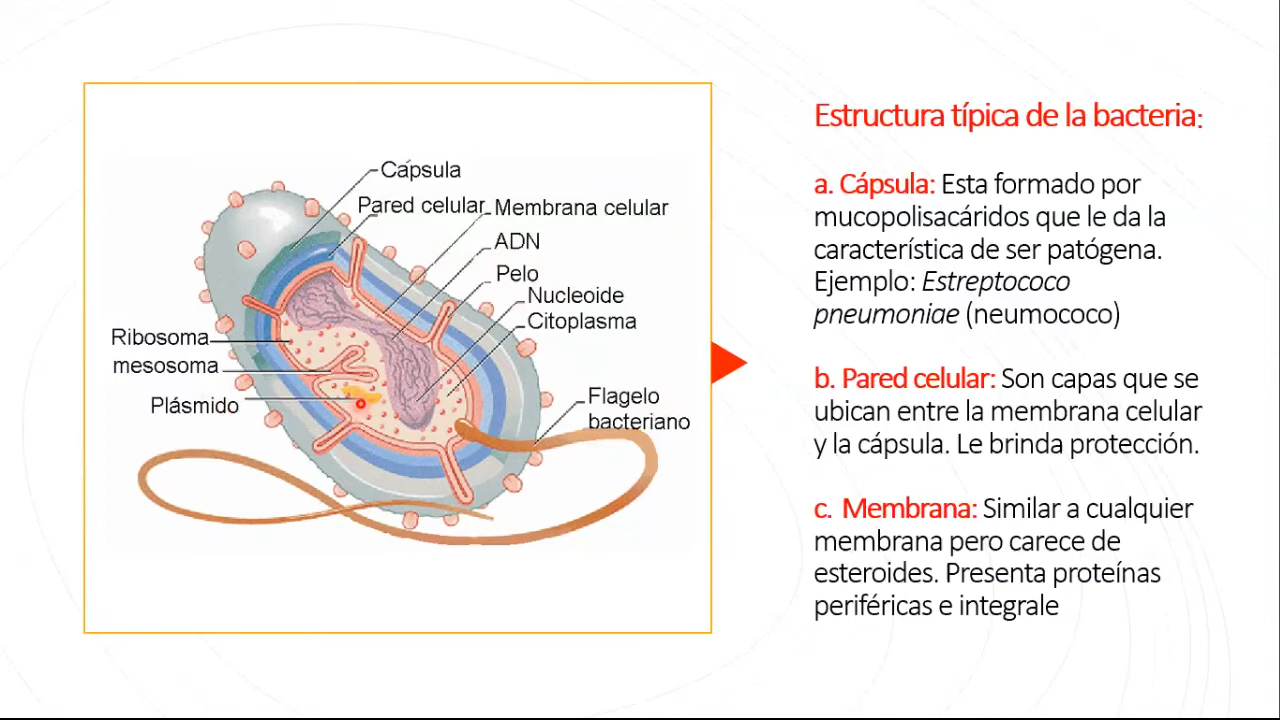 Cápsula
Pared celular
Membrana celular
ADN
Pelo
Nucleoide
Citoplasma
Ribosoma
mesosoma
Plásmido
Flagelo
bacteriano
Estructura típica de la bacteria:
a. Cápsula: Esta formado por
mucopolisacáridos que le da la
característica de ser patógena.
Ejemplo: Estreptococo
pneumoniae (neumococo)
b. Pared celular: Son capas que se
ubican entre la membrana celular
y la cápsula. Le brinda protección.
c. Membrana: Similar a cualquier
membrana pero carece de
esteroides. Presenta proteínas
periféricas e integrale